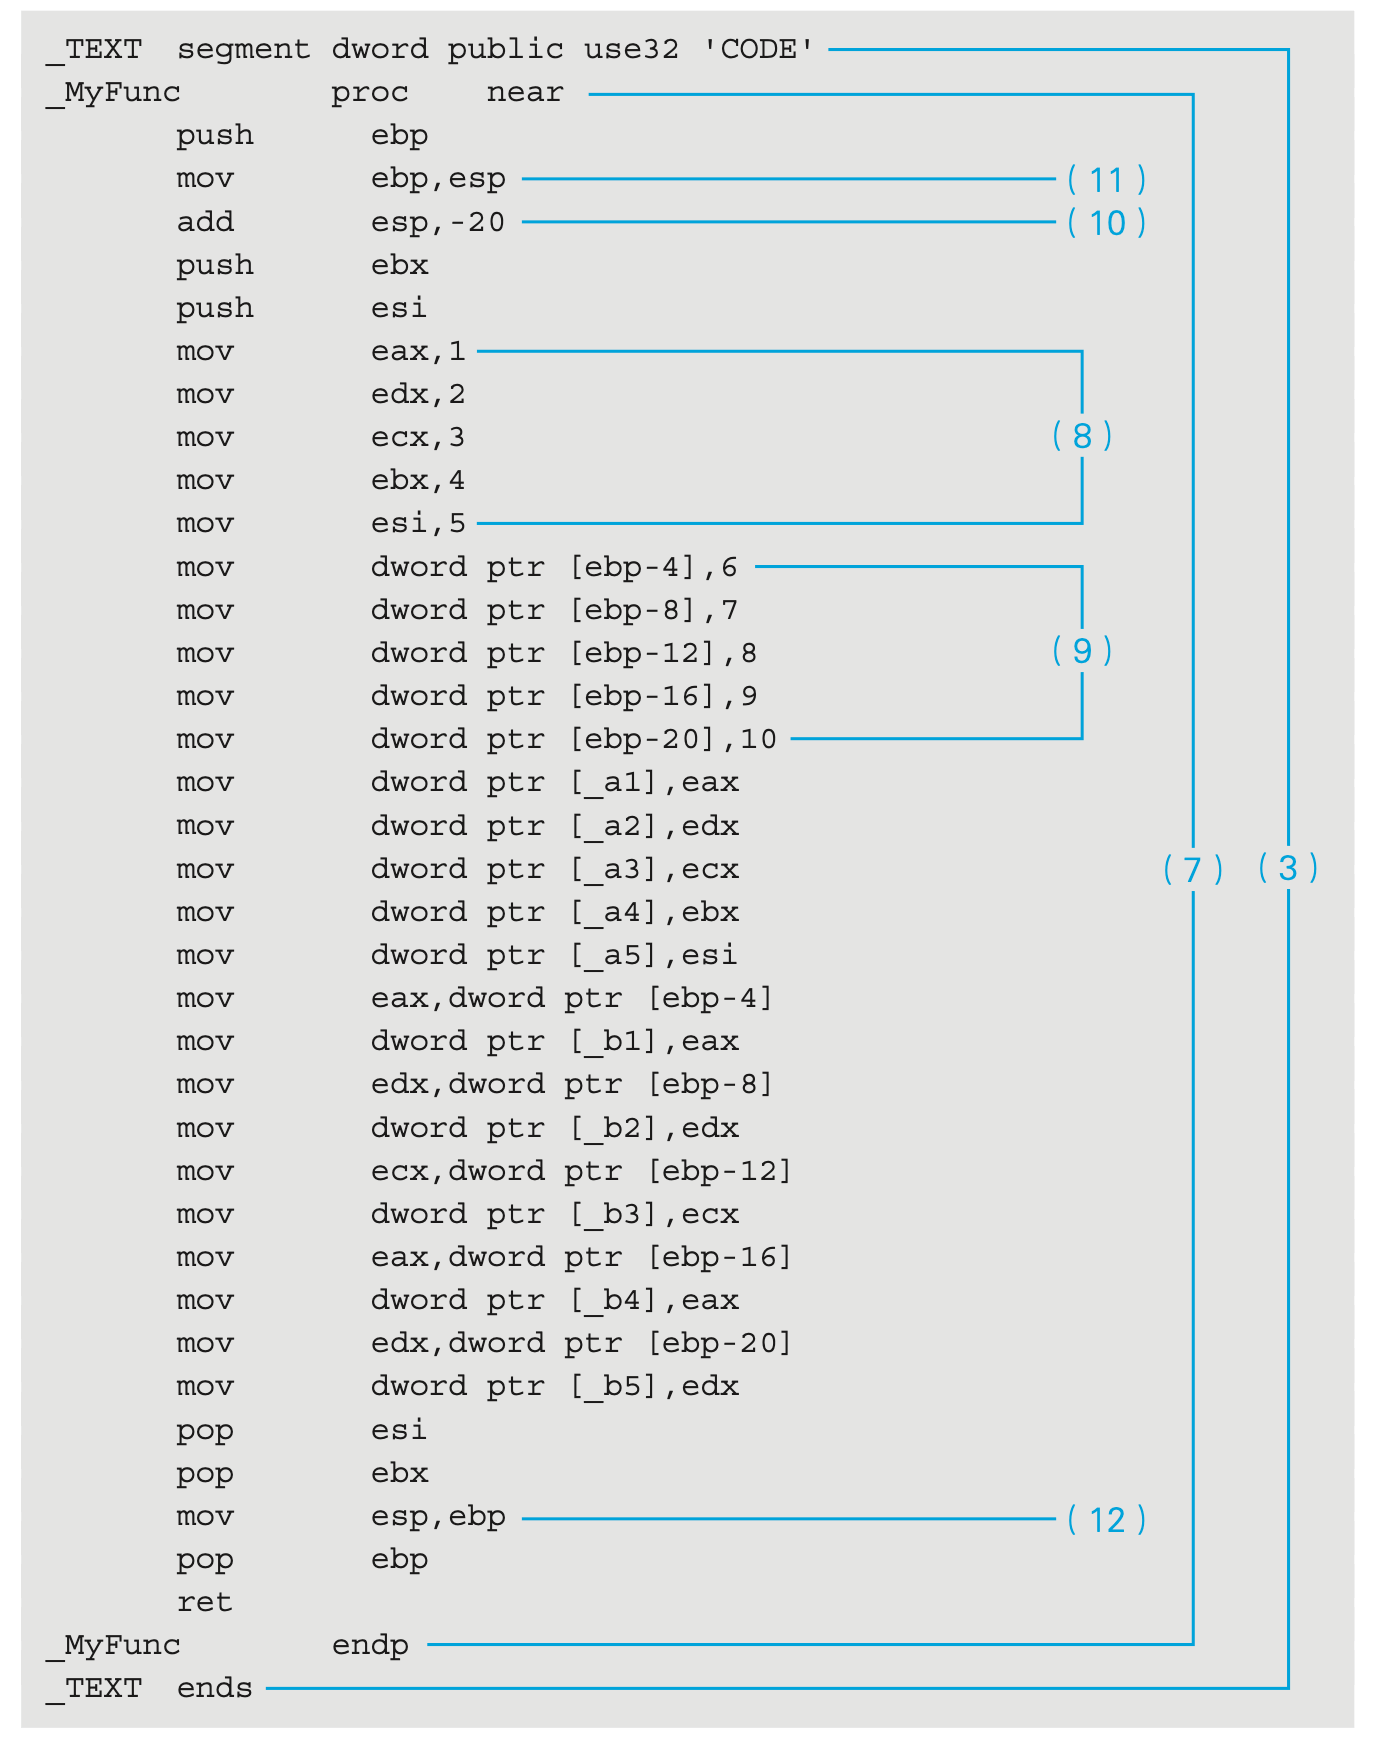 _TEXT segment dword public use32 'CODE'
_MyFunc proc near
push ebp
mov ebp,esp (11)
add esp,-20 (10)
push ebx
push esi
mov eax,1
mov edx,2
mov ecx,3 (8)
mov ebx,4
mov esi,5
mov dword ptr [ebp-4],6
mov dword ptr [ebp-8],7
mov dword ptr [ebp-12],8 (9)
mov dword ptr [ebp-16],9
mov dword ptr [ebp-20],10
mov dword ptr [_a1],eax
mov dword ptr [_a2],edx
mov dword ptr [_a3],ecx (7) (3)
mov dword ptr [_a4],ebx
mov dword ptr [_a5],esi
mov eax,dword ptr [ebp-4]
mov dword ptr [_b1],eax
mov edx,dword ptr [ebp-8]
mov dword ptr [_b2],edx
mov ecx,dword ptr [ebp-12]
mov dword ptr [_b3],ecx
mov eax,dword ptr [ebp-16]
mov dword ptr [_b4],eax
mov edx,dword ptr [ebp-20]
mov dword ptr [_b5],edx
pop esi
pop ebx
mov esp,ebp (12)
pop ebp
ret
_MyFunc endp
_TEXT ends